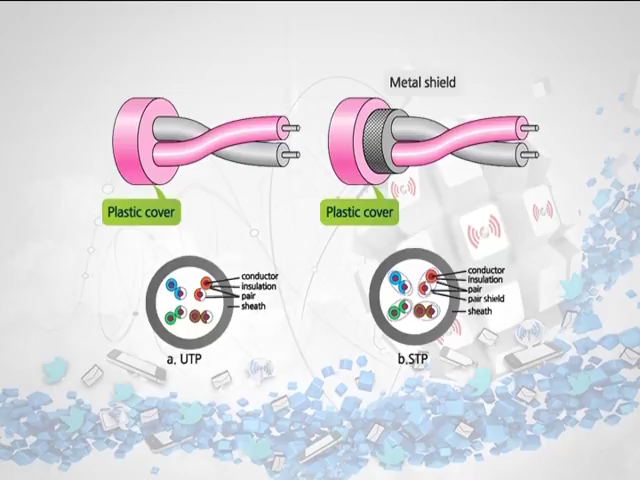 Metal shield
Plastic cover
Plastic cover
conductor
insulation
pair
sheath
conductor
insulation
pair
pair shield
sheath
a. UTP
b.STP